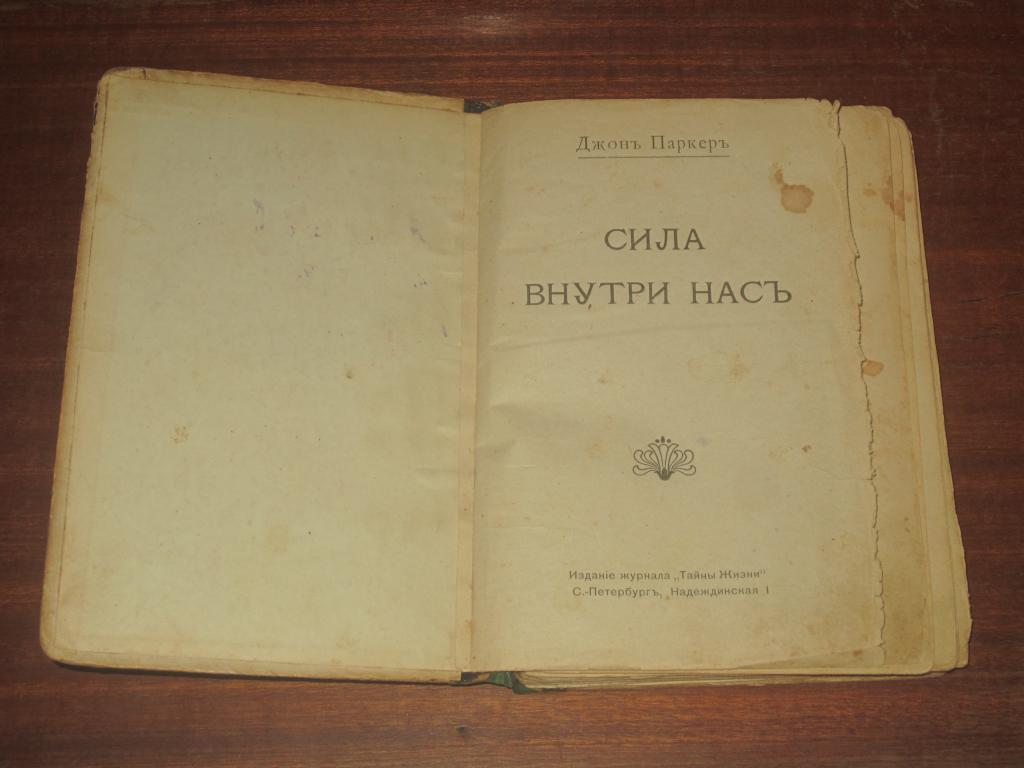 Джонъ Паркеръ
СИЛА
ВНУТРИ НАСЪ
Изданіе журнала „Тайны Жизни"
С.-Петербургъ, Надеждинская 1